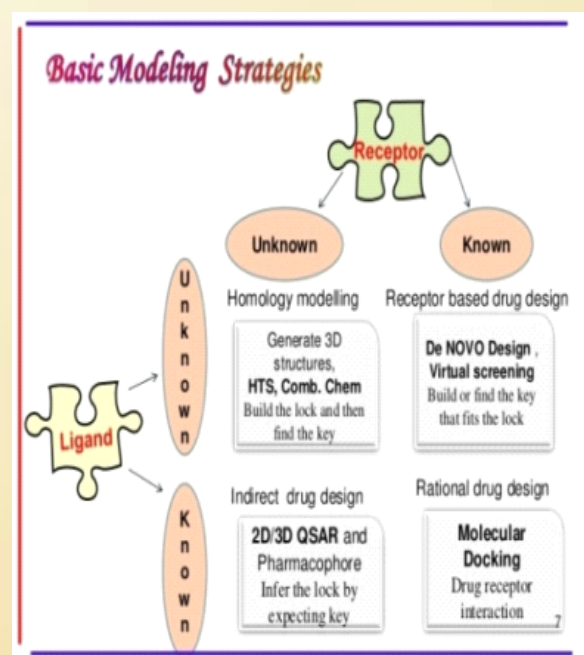 Basic Modeling Strategies
Receptor
Unknown
Known
Unknown
Homology modelling
Generate 3D
structures,
HTS, Comb. Chem
Build the lock and then
find the key
Receptor based drug design
De NOVO Design ,
Virtual screening
Build or find the key
that fits the lock
Ligand
Known
Indirect drug design
2D/3D QSAR and
Pharmacophore
Infer the lock by
expecting key
Rational drug design
Molecular
Docking
Drug receptor
interaction
7